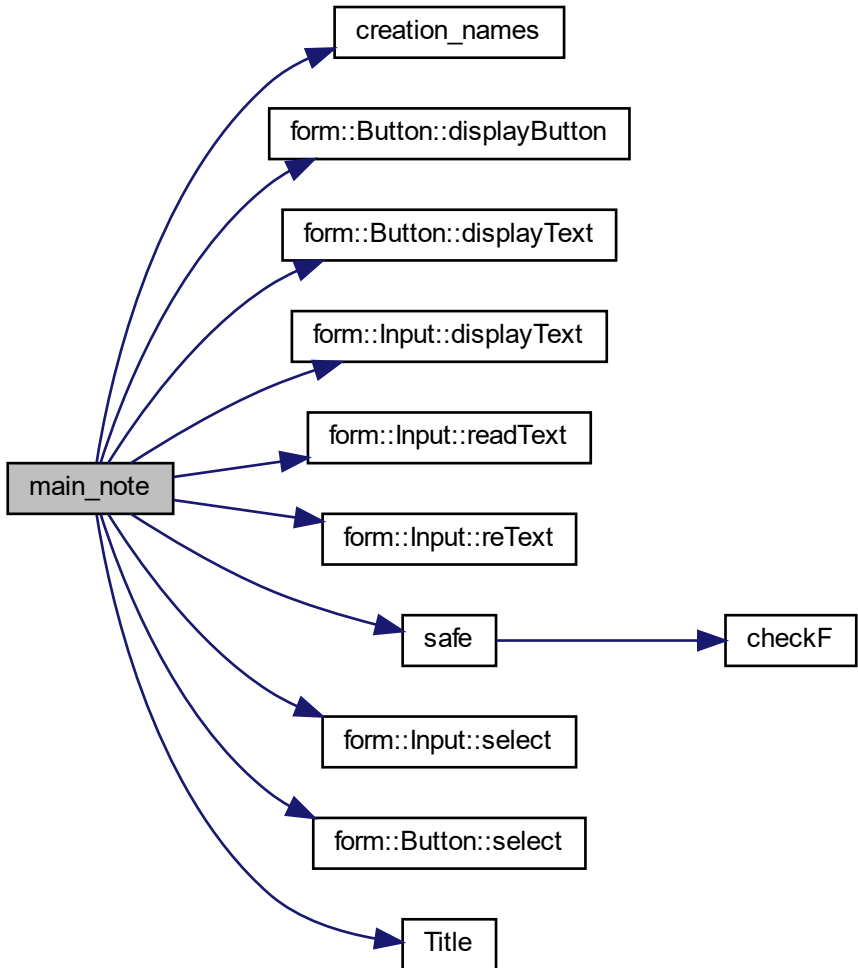 creation_names
form::Button::displayButton
form::Button::displayText
form::Input::displayText
form::Input::readText
main_note
form::Input::reText
safe
checkF
form::Input::select
form::Button::select
Title